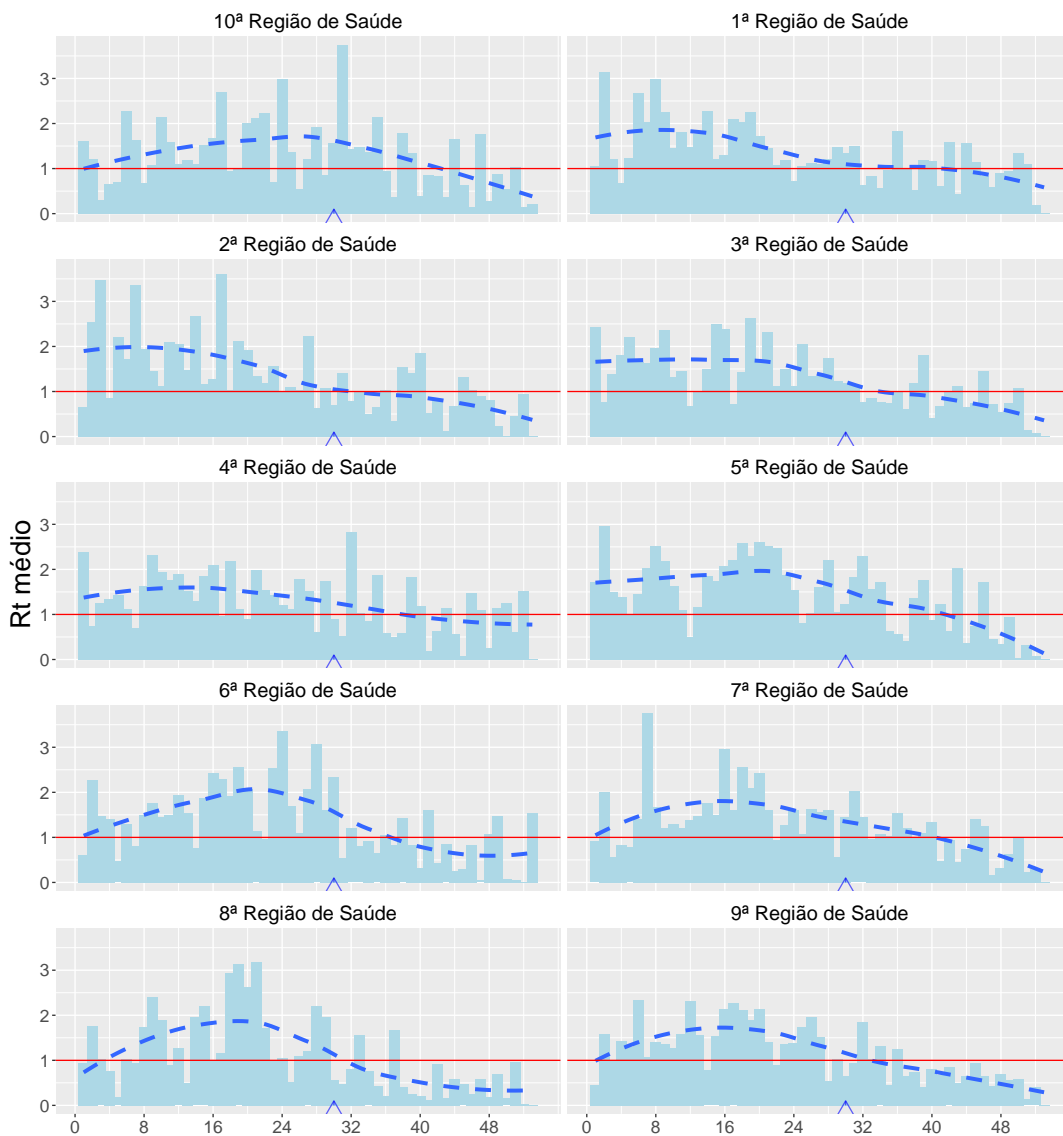 10ª Região de Saúde
1ª Região de Saúde
3
2
1
0
2ª Região de Saúde
3ª Região de Saúde
3
2
1
0
4ª Região de Saúde
5ª Região de Saúde
Rt médio
3
2
1
0
6ª Região de Saúde
7ª Região de Saúde
3
2
1
0
8ª Região de Saúde
9ª Região de Saúde
3
2
1
0
0 8 16 24 32 40 48
0 8 16 24 32 40 48